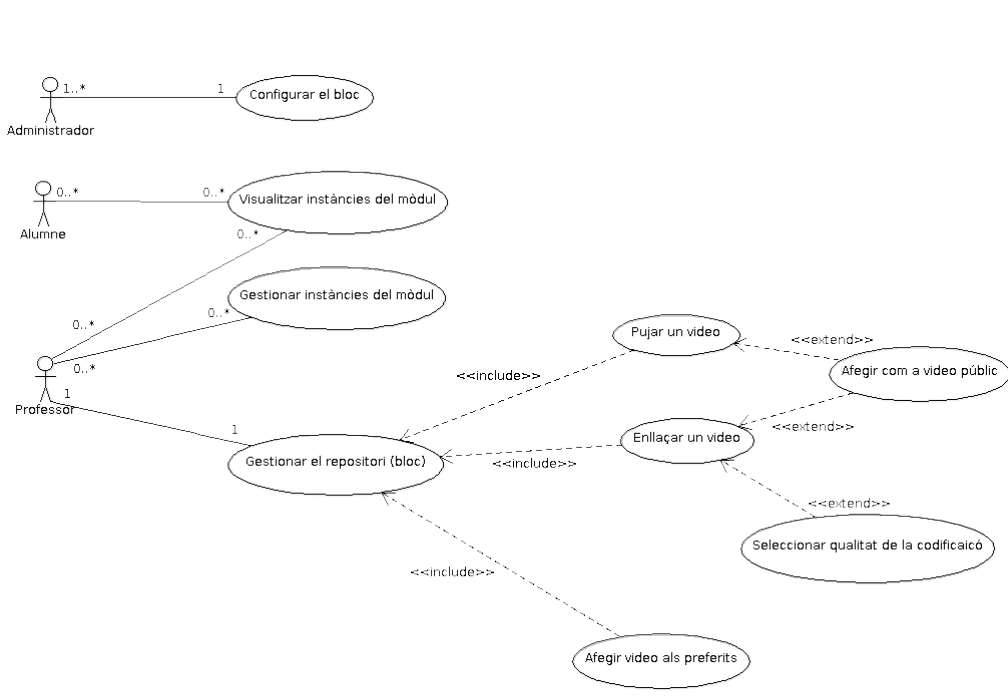 1..*
1
Configurar el bloc
Administrador
0..*
0..*
Visualitzar instàncies del mòdul
Alumne
0..*
Gestionar instàncies del mòdul
0..*
0..*
0..*
1
Professor
1
Gestionar el repositori (bloc)
Pujar un video
<<extend>>
Afegir com a video públic
<<include>>
<<extend>>
Enllaçar un video
<<include>>
<<extend>>
Seleccionar qualitat de la codificaicó
<<include>>
Afegir video als preferits